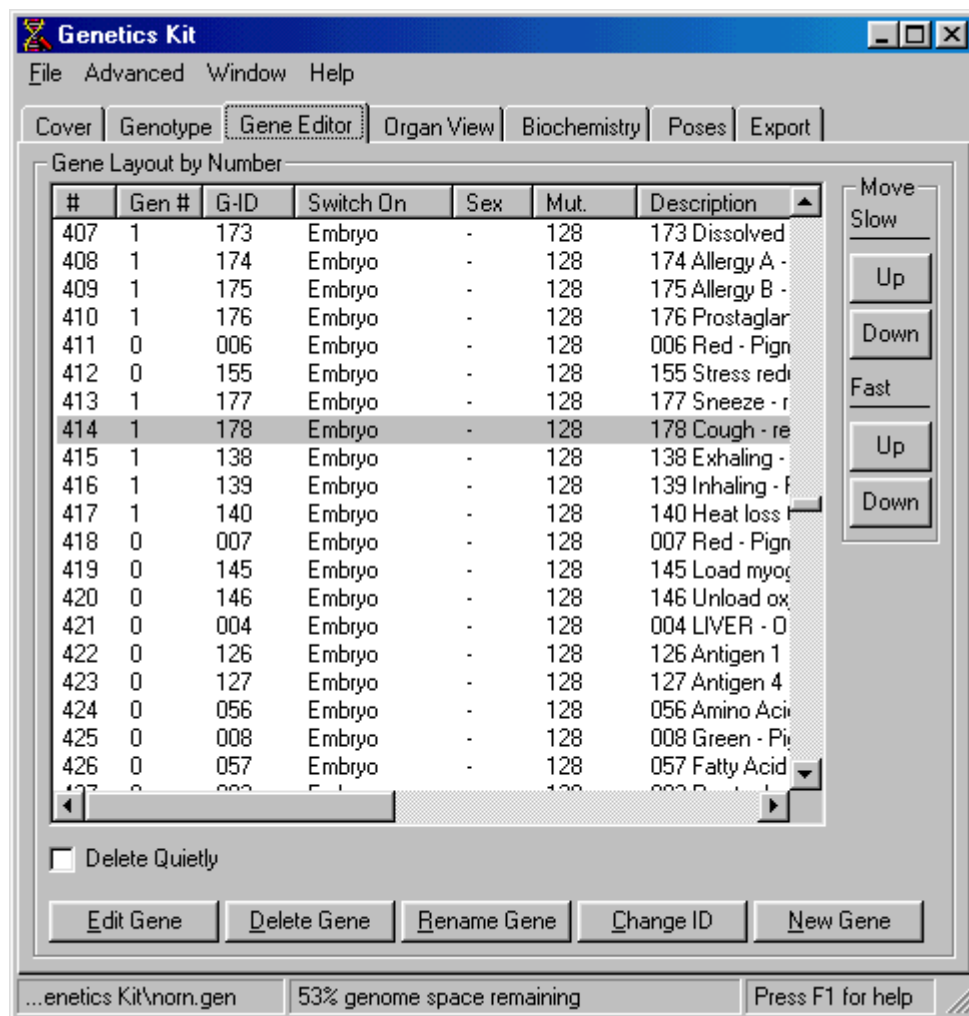 Genetics Kit
File Advanced Window Help
Cover Genotype Gene Editor Organ View Biochemistry Poses Export
Gene Layout by Number
# Gen # G-ID Switch On Sex Mut. Description
407 1 173 Embryo - 128 173 Dissolved
408 1 174 Embryo - 128 174 Allergy A -
409 1 175 Embryo - 128 175 Allergy B -
410 1 176 Embryo - 128 176 Prostaglan
411 0 006 Embryo - 128 006 Red - Pign
412 0 155 Embryo - 128 155 Stress redu
413 1 177 Embryo - 128 177 Sneeze - r
414 1 178 Embryo - 128 178 Cough - re
415 1 138 Embryo - 128 138 Exhaling -
416 1 139 Embryo - 128 139 Inhaling - F
417 1 140 Embryo - 128 140 Heat loss
418 0 007 Embryo - 128 007 Red - Pign
419 0 145 Embryo - 128 145 Load myog
420 0 146 Embryo - 128 146 Unload ox
421 0 004 Embryo - 128 004 LIVER - O
422 0 126 Embryo - 128 126 Antigen 1
423 0 127 Embryo - 128 127 Antigen 4
424 0 056 Embryo - 128 056 Amino Aci
425 0 008 Embryo - 128 008 Green - Pi
426 0 057 Embryo - 128 057 Fatty Acid
Move
Slow
Up
Down
Fast
Up
Down
Delete Quietly
Edit Gene Delete Gene Rename Gene Change ID New Gene
...enetics Kit\norn.gen 53% genome space remaining Press F1 for help